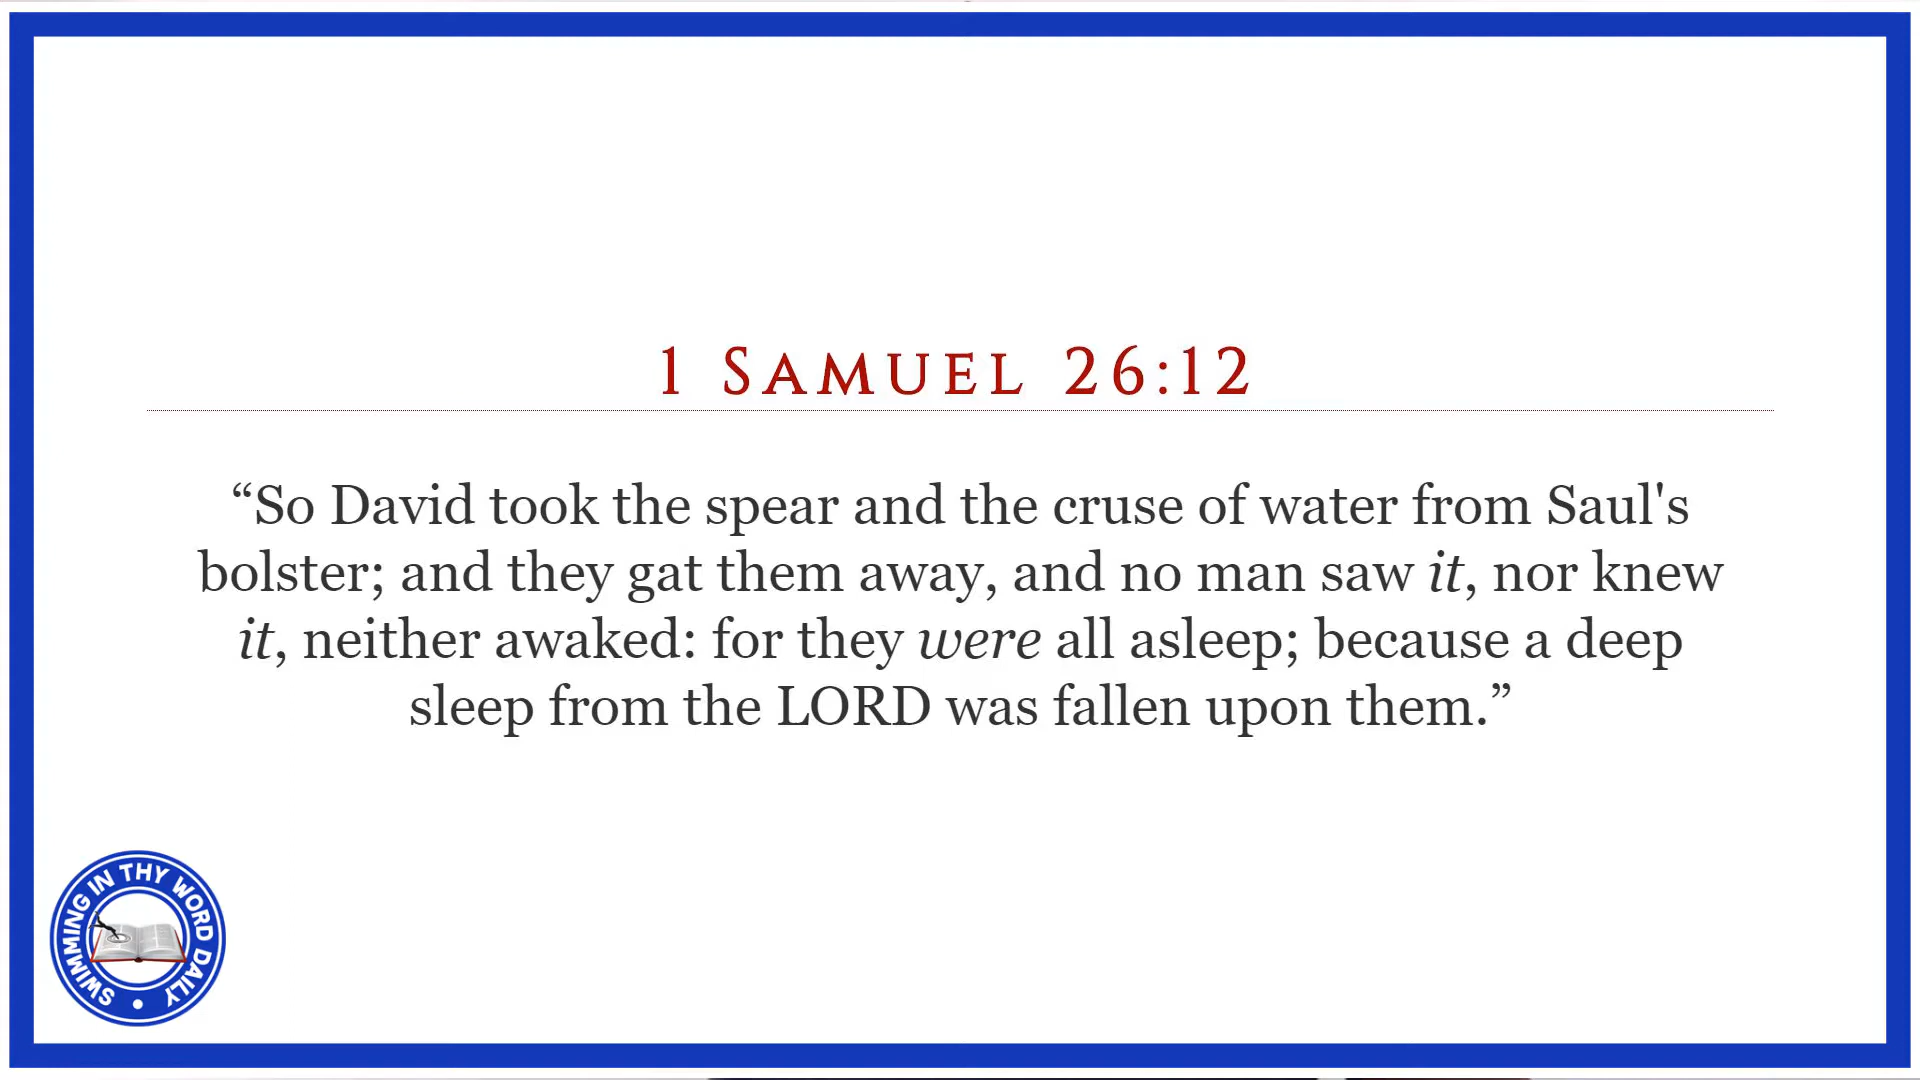 1 Samuel 26:12
“So David took the spear and the cruse of water from Saul's
bolster; and they gat them away, and no man saw it, nor knew
it, neither awaked: for they were all asleep; because a deep
sleep from the LORD was fallen upon them.”
SWIMMING IN THY WORD DAILY